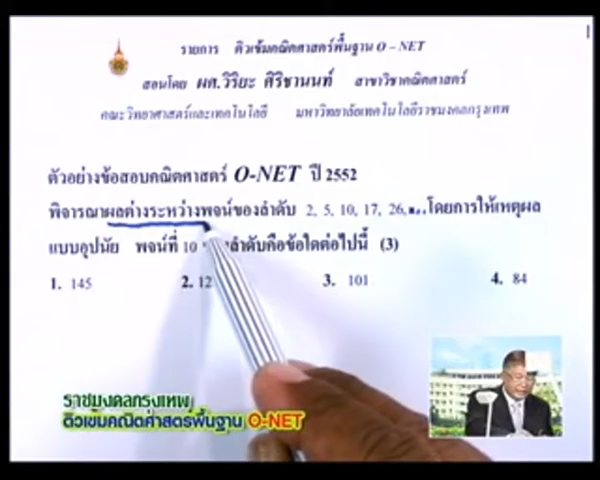 รายการ ติวเข้มคณิตศาสตร์พื้นฐาน O – NET
สอนโดย ผศ.วิริยะ ศิริชานนท์ สาขาวิชาคณิตศาสตร์
คณะวิทยาศาสตร์และเทคโนโลยี มหาวิทยาลัยเทคโนโลยีราชมงคลกรุงเทพ
ตัวอย่างข้อสอบคณิตศาสตร์ O-NET ปี 2552
พิจารณาผลต่างระหว่างพจน์ของลำดับ 2, 5, 10, 17, 26, โดยการให้เหตุผล
แบบอุปนัย พจน์ที่ 10 ลำดับคือข้อใดต่อไปนี้ (3)
1. 145 2. 12 3. 101 4. 84
ราชมงคลกรุงเทพ
ติวเข้มคณิตศาสตร์พื้นฐาน O-NET